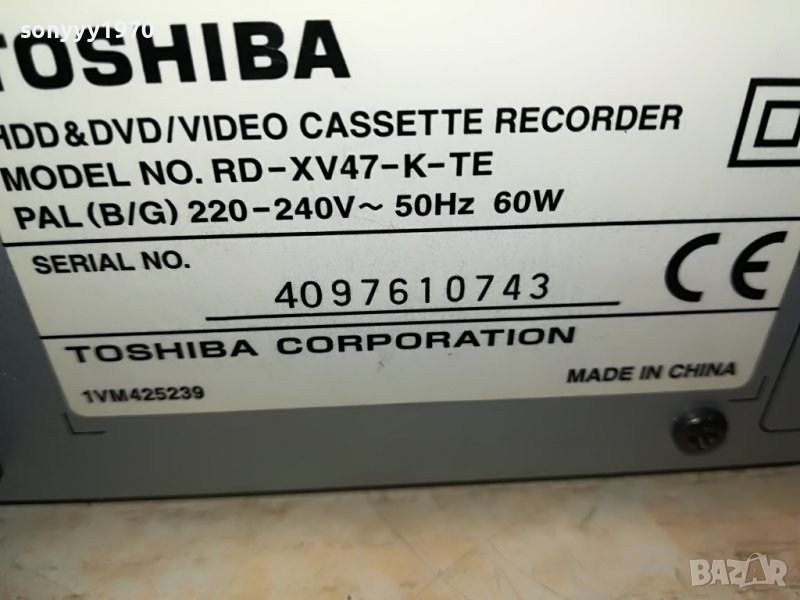 sonyyy1970
TOSHIBA
HDD&DVD/VIDEO CASSETTE RECORDER
MODEL NO. RD-XV47-K-TE
PAL (B/G) 220-240V~ 50Hz 60W
SERIAL NO.
4097610743
CE
TOSHIBA CORPORATION
1VM425239
MADE IN CHINA
BAZAR